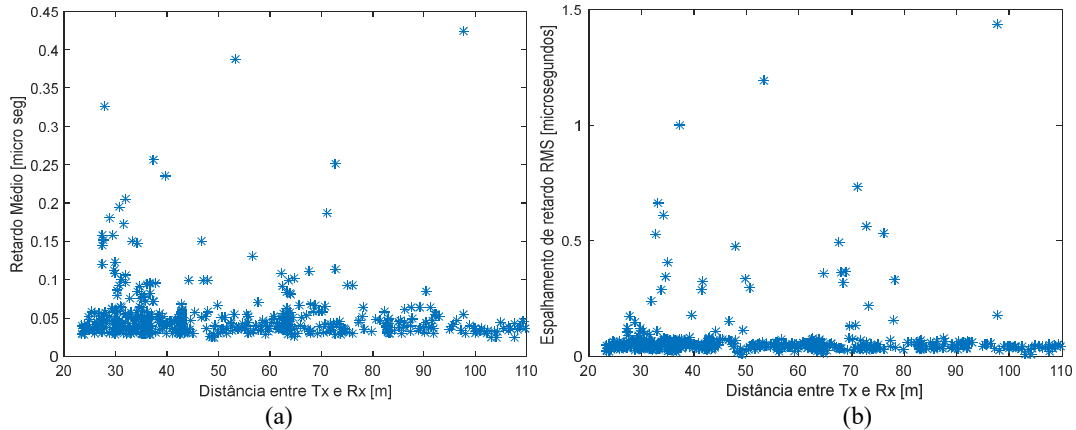 0.45
0.4
0.35
0.3
0.25
0.2
0.15
0.1
0.05
0
Retardo Médio [micro seg]
20 30 40 50 60 70 80 90 100 110
Distância entre Tx e Rx [m]
(a)
1.5
1
0.5
0
Espalhamento de retardo RMS [microsegundos]
20 30 40 50 60 70 80 90 100 110
Distância entre Tx e Rx [m]
(b)